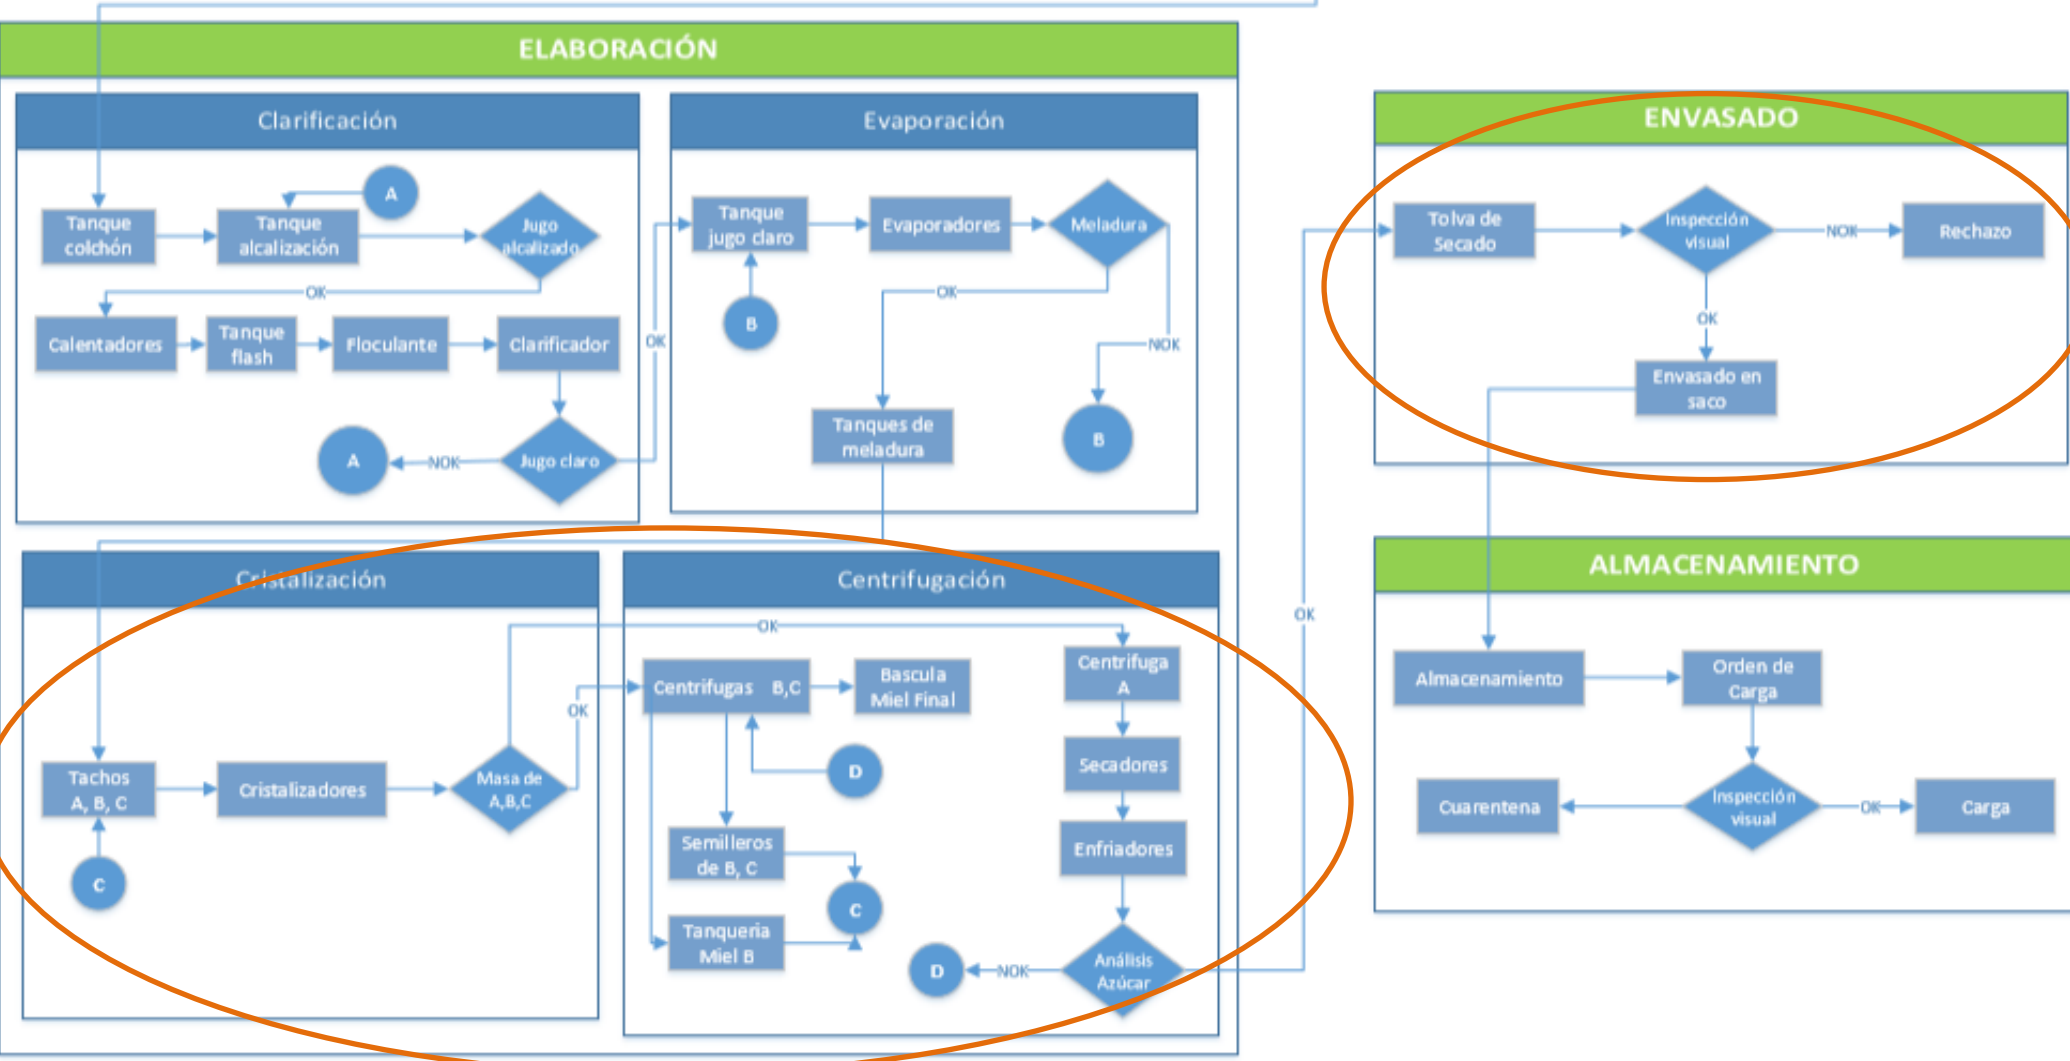 ELABORACIÓN
Clarificación
Tanque
colchón
Tanque
alcalización
A
Jugo
alcalizado
OK
Calentadores
Tanque
flash
Floculante
Clarificador
A
NOK
Jugo claro
OK
Evaporación
Tanque
jugo claro
Evaporadores
Meladura
B
OK
NOK
Tanques de
meladura
B
Cristalización
Tachos
A, B, C
Cristalizadores
Masa de
A,B,C
C
OK
OK
Centrifugación
Centrifugas B,C
Bascula
Miel Final
Centrifuga
A
D
Secadores
Semilleros
de B, C
Enfriadores
C
Tanqueria
Miel B
D
NOK
Análisis
Azúcar
OK
ENVASADO
Tolva de
Secado
Inspección
visual
NOK
Rechazo
OK
Envasado en
saco
ALMACENAMIENTO
Almacenamiento
Orden de
Carga
Cuarentena
Inspección
visual
OK
Carga